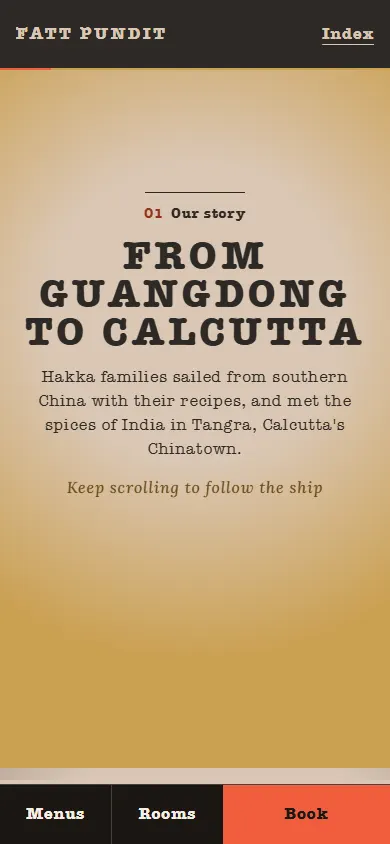 FATT PUNDIT
Index
01 Our story
FROM
GUANGDONG
TO CALCUTTA
Hakka families sailed from southern
China with their recipes, and met the
spices of India in Tangra, Calcutta's
Chinatown.
Keep scrolling to follow the ship
Menus
Rooms
Book